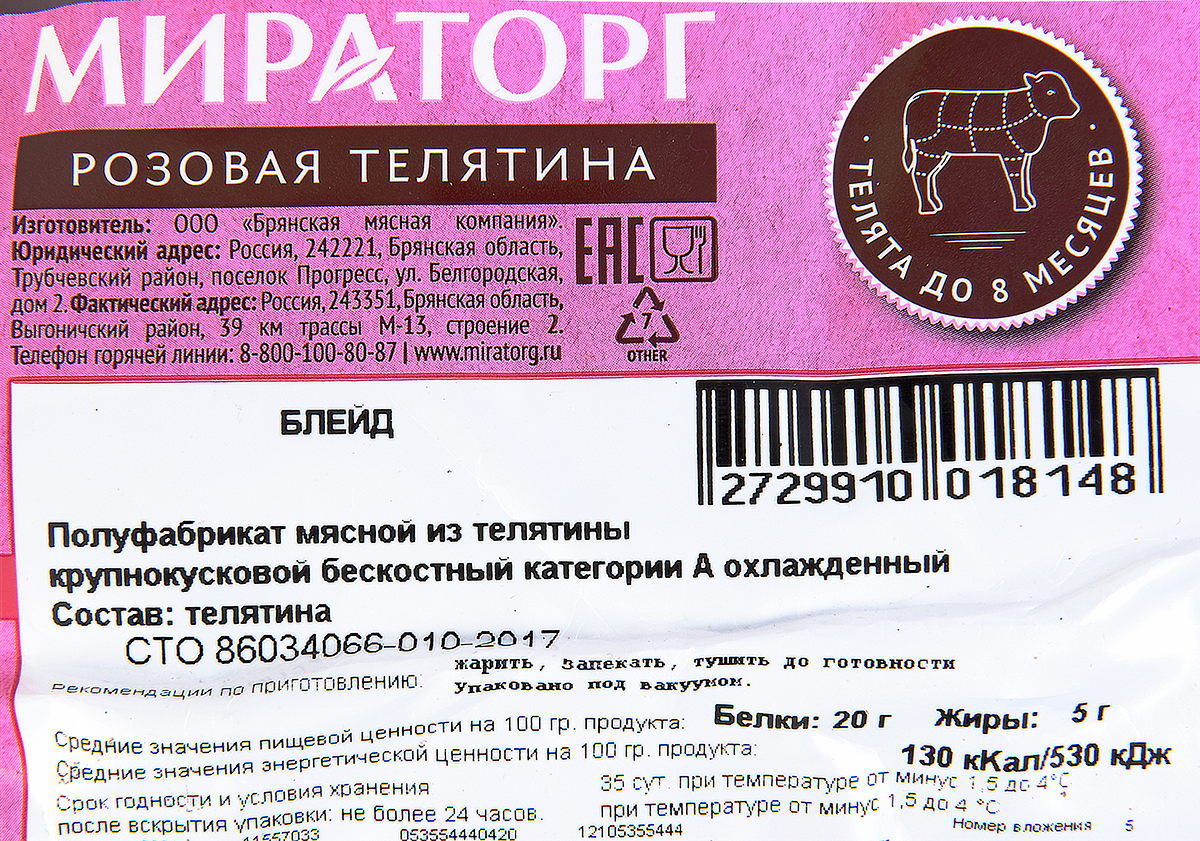 МИРАТОРГ
РОЗОВАЯ ТЕЛЯТИНА
Изготовитель: ООО «Брянская мясная компания».
Юридический адрес: Россия, 242221, Брянская область,
Трубчевский район, поселок Прогресс, ул. Белгородская,
дом 2. Фактический адрес: Россия, 243351, Брянская область,
Выгоничский район, 39 км трассы М-13, строение 2.
Телефон горячей линии: 8-800-100-80-87 | www.miratorg.ru
EAC
7
OTHER
ТЕЛЯТА ДО 8 МЕСЯЦЕВ
БЛЕЙД
2729910 018148
Полуфабрикат мясной из телятины
крупнокусковой бескостный категории А охлажденный
Состав: телятина
СТО 86034066-010-2017
Рекомендации по приготовлению:
жарить, запекать, тушить до готовности
Упаковано под вакуумом.
Средние значения пищевой ценности на 100 гр. продукта: Белки: 20 г Жиры: 5 г
Средние значения энергетической ценности на 100 гр. продукта: 130 кКал/530 кДж
Срок годности и условия хранения 35 сут. при температуре от минус 1,5 до 4°С
после вскрытия упаковки: не более 24 часов. при температуре от минус 1,5 до 4 °С
Номер вложения 5
053554440420 12105355444